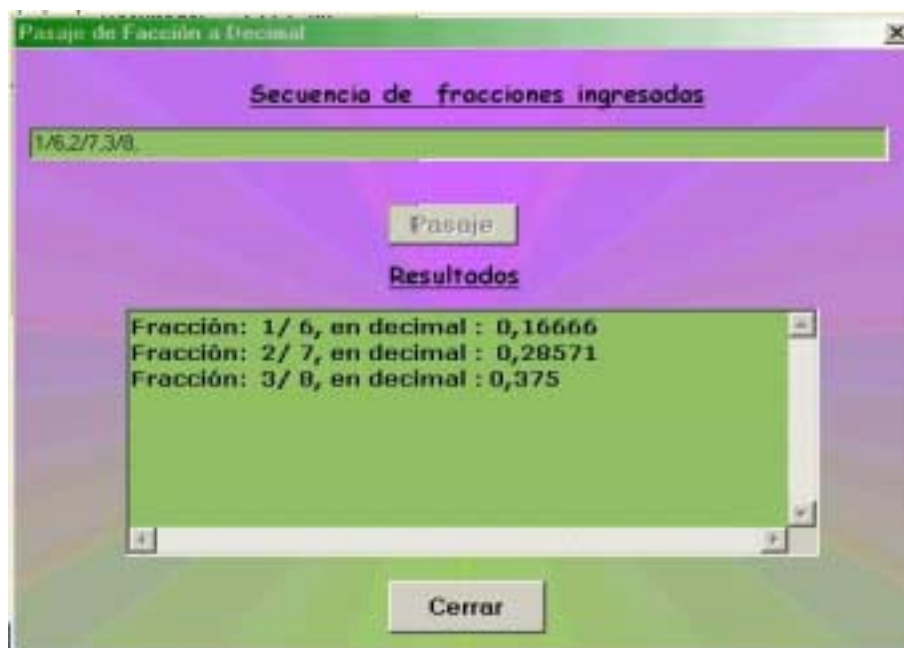 Pasaje de Facción a Decimal
Secuencia de fracciones ingresadas
1/6,2/7,3/8,
Pasaje
Resultados
Fracción: 1/ 6, en decimal : 0,16666
Fracción: 2/ 7, en decimal : 0,28571
Fracción: 3/ 8, en decimal : 0,375
Cerrar